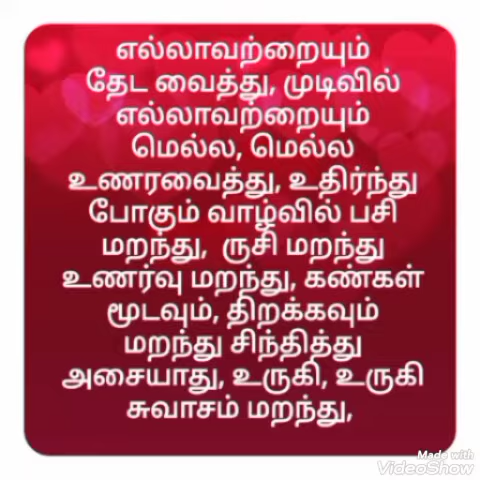 எல்லாவற்றையும்
தேட வைத்து, முடிவில்
எல்லாவற்றையும்
மெல்ல, மெல்ல
உணரவைத்து, உதிர்ந்து
போகும் வாழ்வில் பசி
மறந்து, ருசி மறந்து
உணர்வு மறந்து, கண்கள்
மூடவும், திறக்கவும்
மறந்து சிந்தித்து
அசையாது, உருகி, உருகி
சுவாசம் மறந்து,
Made with
VideoShow